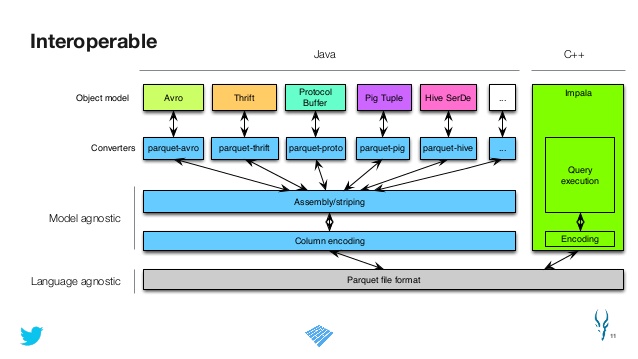 Interoperable
Java
C++
Object model
Avro
Thrift
Protocol
Buffer
Pig Tuple
Hive SerDe
...
Impala
Converters
parquet-avro
parquet-thrift
parquet-proto
parquet-pig
parquet-hive
...
Query
execution
Assembly/striping
Model agnostic
Column encoding
Encoding
Language agnostic
Parquet file format
11